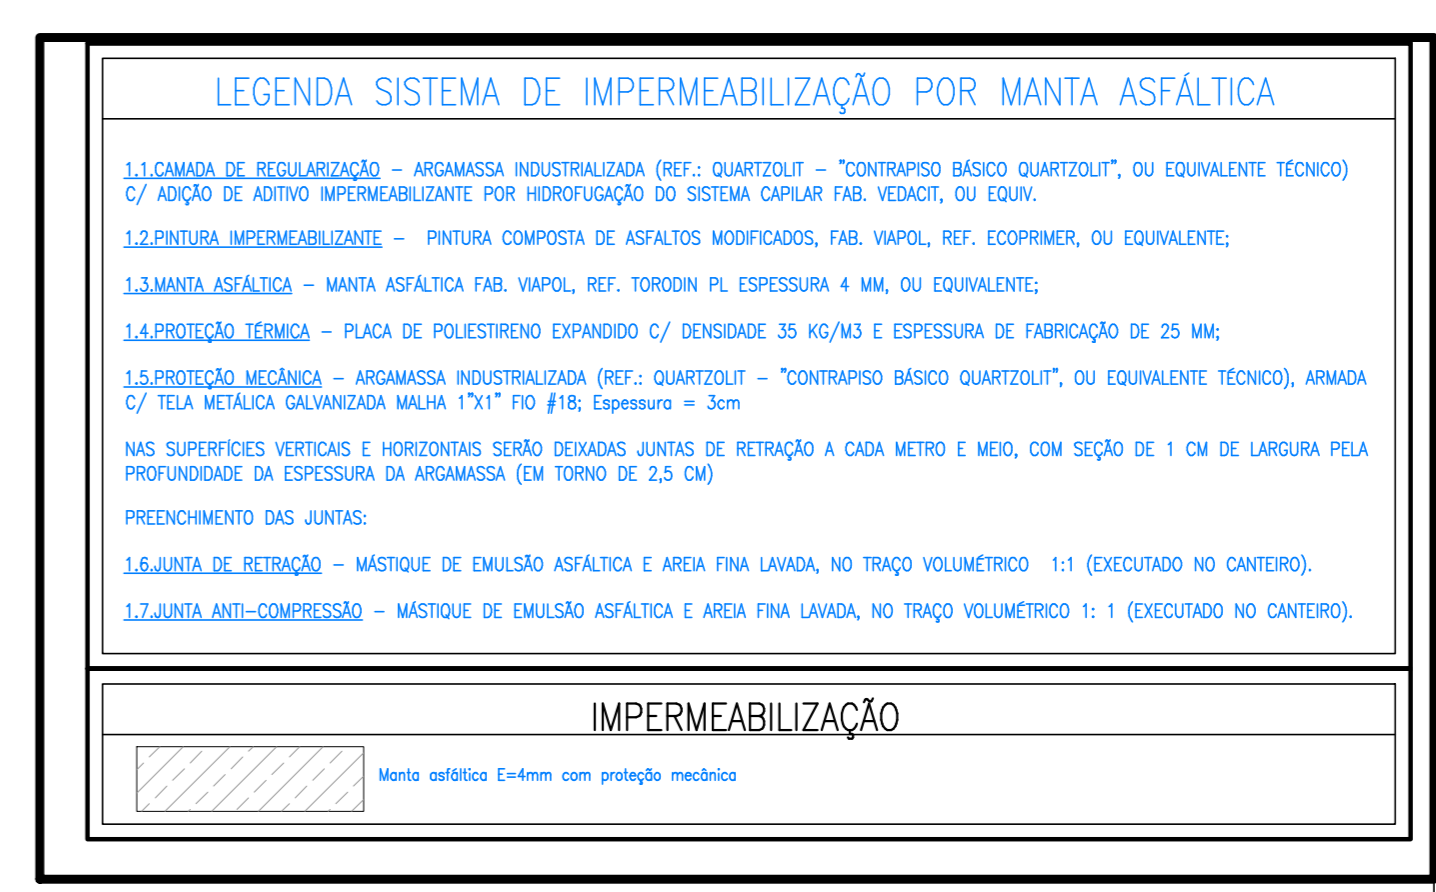 LEGENDA SISTEMA DE IMPERMEABILIZAÇÃO POR MANTA ASFÁLTICA
1.1.CAMADA DE REGULARIZAÇÃO – ARGAMASSA INDUSTRIALIZADA (REF.: QUARTZOLIT – "CONTRAPISO BÁSICO QUARTZOLIT", OU EQUIVALENTE TÉCNICO)
C/ ADIÇÃO DE ADITIVO IMPERMEABILIZANTE POR HIDROFUGAÇÃO DO SISTEMA CAPILAR FAB. VEDACIT, OU EQUIV.
1.2.PINTURA IMPERMEABILIZANTE – PINTURA COMPOSTA DE ASFALTOS MODIFICADOS, FAB. VIAPOL, REF. ECOPRIMER, OU EQUIVALENTE;
1.3.MANTA ASFÁLTICA – MANTA ASFÁLTICA FAB. VIAPOL, REF. TORODIN PL ESPESSURA 4 MM, OU EQUIVALENTE;
1.4.PROTEÇÃO TÉRMICA – PLACA DE POLIESTIRENO EXPANDIDO C/ DENSIDADE 35 KG/M3 E ESPESSURA DE FABRICAÇÃO DE 25 MM;
1.5.PROTEÇÃO MECÂNICA – ARGAMASSA INDUSTRIALIZADA (REF.: QUARTZOLIT – "CONTRAPISO BÁSICO QUARTZOLIT", OU EQUIVALENTE TÉCNICO), ARMADA
C/ TELA METÁLICA GALVANIZADA MALHA 1"X1" FIO #18; Espessura = 3cm
NAS SUPERFÍCIES VERTICAIS E HORIZONTAIS SERÃO DEIXADAS JUNTAS DE RETRAÇÃO A CADA METRO E MEIO, COM SEÇÃO DE 1 CM DE LARGURA PELA
PROFUNDIDADE DA ESPESSURA DA ARGAMASSA (EM TORNO DE 2,5 CM)
PREENCHIMENTO DAS JUNTAS:
1.6.JUNTA DE RETRAÇÃO – MÁSTIQUE DE EMULSÃO ASFÁLTICA E AREIA FINA LAVADA, NO TRAÇO VOLUMÉTRICO 1:1 (EXECUTADO NO CANTEIRO).
1.7.JUNTA ANTI–COMPRESSÃO – MÁSTIQUE DE EMULSÃO ASFÁLTICA E AREIA FINA LAVADA, NO TRAÇO VOLUMÉTRICO 1: 1 (EXECUTADO NO CANTEIRO).
IMPERMEABILIZAÇÃO
Manta asfáltica E=4mm com proteção mecânica